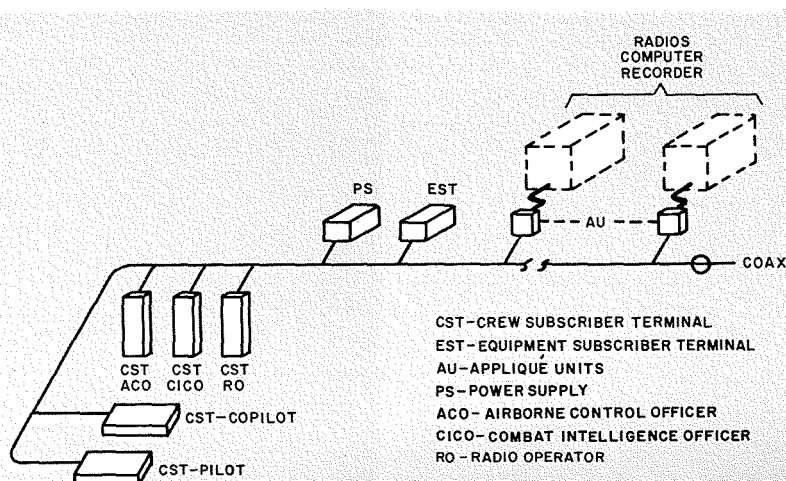 RADIOS
COMPUTER
RECORDER
PS
EST
AU
COAX
CST
ACO
CST
CICO
CST
RO
CST-COPILOT
CST-PILOT
CST-CREW SUBSCRIBER TERMINAL
EST-EQUIPMENT SUBSCRIBER TERMINAL
AU-APPLIQUÉ UNITS
PS-POWER SUPPLY
ACO-AIRBORNE CONTROL OFFICER
CICO-COMBAT INTELLIGENCE OFFICER
RO-RADIO OPERATOR